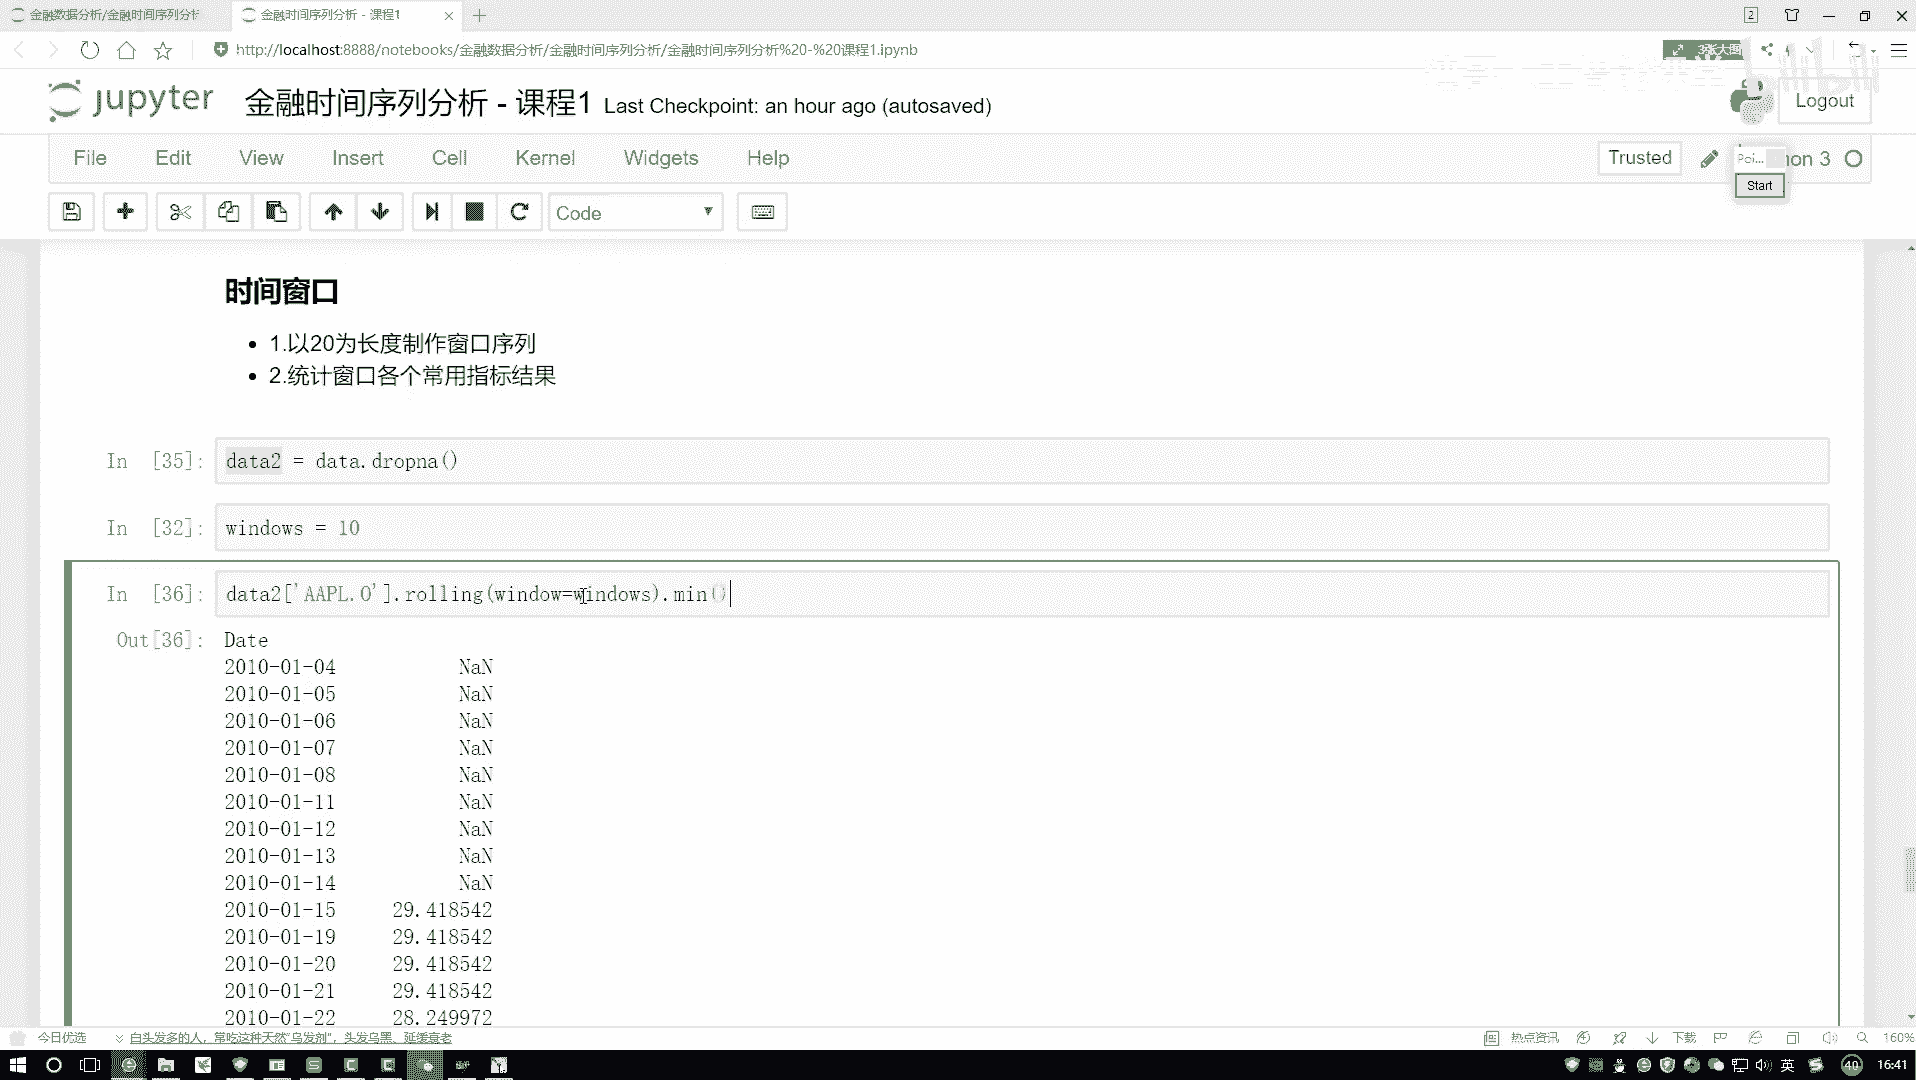 金融数据分析/金融时间序列分析
金融时间序列分析 - 课程1
2
http://localhost:8888/notebooks/金融数据分析/金融时间序列分析/金融时间序列分析%20-%20课程1.ipynb
3张大图
jupyter 金融时间序列分析 - 课程1 Last Checkpoint: an hour ago (autosaved)
Logout
File Edit View Insert Cell Kernel Widgets Help
Trusted
Poi...
hon 3
Start
Code
时间窗口
1.以20为长度制作窗口序列
2.统计窗口各个常用指标结果
In [35]: data2 = data.dropna()
In [32]: windows = 10
In [36]: data2['AAPL.O'].rolling(window=windows).min()
Out[36]: Date
2010-01-04 NaN
2010-01-05 NaN
2010-01-06 NaN
2010-01-07 NaN
2010-01-08 NaN
2010-01-11 NaN
2010-01-12 NaN
2010-01-13 NaN
2010-01-14 NaN
2010-01-15 29.418542
2010-01-19 29.418542
2010-01-20 29.418542
2010-01-21 29.418542
2010-01-22 28.249972
今日优选
白头发多的人，常吃这种天然"乌发剂"，头发乌黑、延缓衰老
热点资讯
下载
160%
英
40
16:41